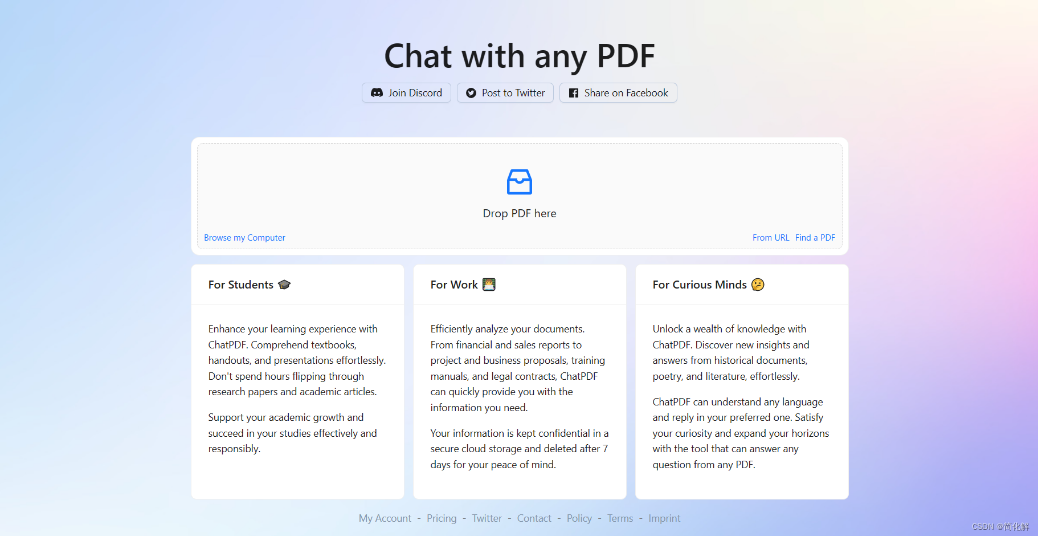 Chat with any PDF
Join Discord
Post to Twitter
Share on Facebook
Drop PDF here
Browse my Computer
From URL Find a PDF
For Students
Enhance your learning experience with
ChatPDF. Comprehend textbooks,
handouts, and presentations effortlessly.
Don't spend hours flipping through
research papers and academic articles.
Support your academic growth and
succeed in your studies effectively and
responsibly.
For Work
Efficiently analyze your documents.
From financial and sales reports to
project and business proposals, training
manuals, and legal contracts, ChatPDF
can quickly provide you with the
information you need.
Your information is kept confidential in a
secure cloud storage and deleted after 7
days for your peace of mind.
For Curious Minds
Unlock a wealth of knowledge with
ChatPDF. Discover new insights and
answers from historical documents,
poetry, and literature, effortlessly.
ChatPDF can understand any language
and reply in your preferred one. Satisfy
your curiosity and expand your horizons
with the tool that can answer any
question from any PDF.
My Account - Pricing - Twitter - Contact - Policy - Terms - Imprint
CSDN